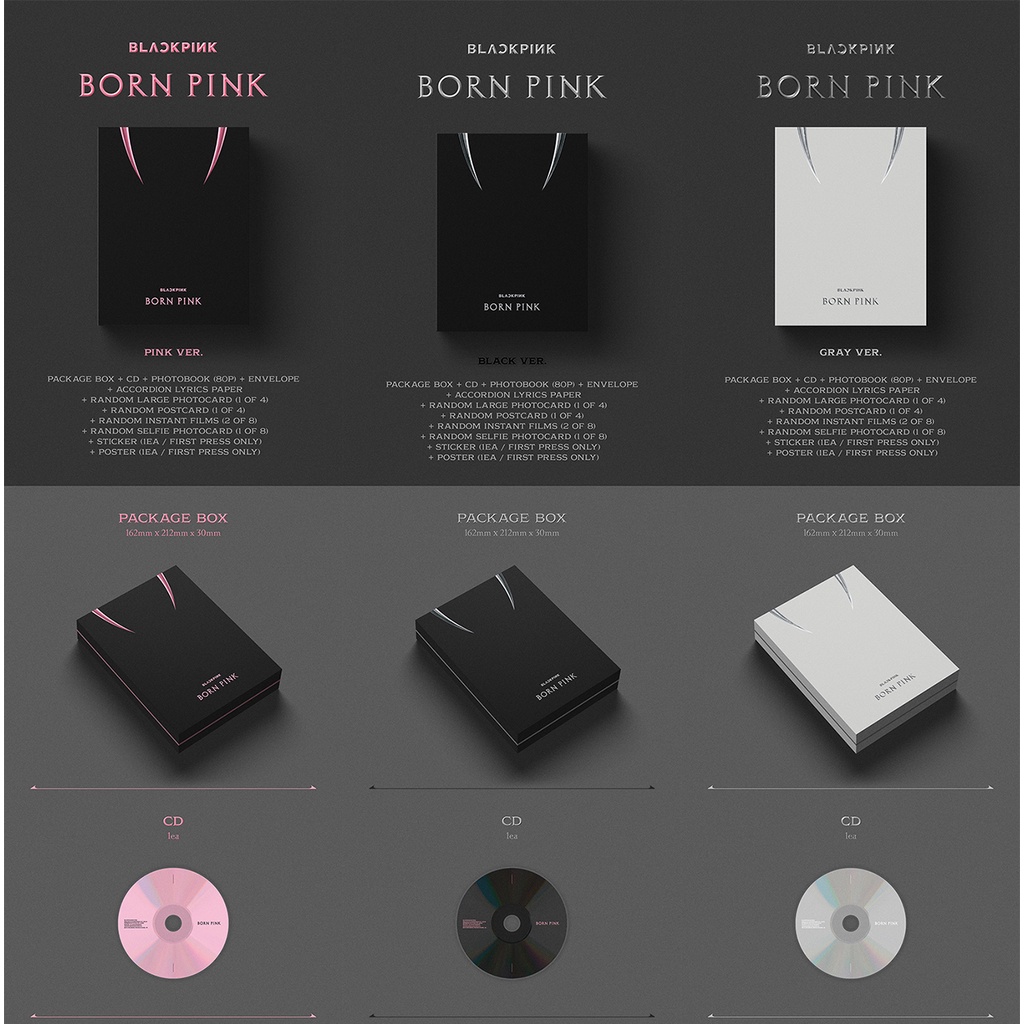 BLACKPINK
BORN PINK
BLACKPINK
BORN PINK
PINK VER.
PACKAGE BOX + CD + PHOTOBOOK (80P) + ENVELOPE
+ ACCORDION LYRICS PAPER
+ RANDOM LARGE PHOTOCARD (1 OF 4)
+ RANDOM POSTCARD (1 OF 4)
+ RANDOM INSTANT FILMS (2 OF 8)
+ RANDOM SELFIE PHOTOCARD (1 OF 8)
+ STICKER (1EA / FIRST PRESS ONLY)
+ POSTER (1EA / FIRST PRESS ONLY)
BLACKPINK
BORN PINK
BLACKPINK
BORN PINK
BLACK VER.
PACKAGE BOX + CD + PHOTOBOOK (80P) + ENVELOPE
+ ACCORDION LYRICS PAPER
+ RANDOM LARGE PHOTOCARD (1 OF 4)
+ RANDOM POSTCARD (1 OF 4)
+ RANDOM INSTANT FILMS (2 OF 8)
+ RANDOM SELFIE PHOTOCARD (1 OF 8)
+ STICKER (1EA / FIRST PRESS ONLY)
+ POSTER (1EA / FIRST PRESS ONLY)
BLACKPINK
BORN PINK
BLACKPINK
BORN PINK
GRAY VER.
PACKAGE BOX + CD + PHOTOBOOK (80P) + ENVELOPE
+ ACCORDION LYRICS PAPER
+ RANDOM LARGE PHOTOCARD (1 OF 4)
+ RANDOM POSTCARD (1 OF 4)
+ RANDOM INSTANT FILMS (2 OF 8)
+ RANDOM SELFIE PHOTOCARD (1 OF 8)
+ STICKER (1EA / FIRST PRESS ONLY)
+ POSTER (1EA / FIRST PRESS ONLY)
PACKAGE BOX
162mm x 212mm x 30mm
BLACKPINK
BORN PINK
PACKAGE BOX
162mm x 212mm x 30mm
BLACKPINK
BORN PINK
PACKAGE BOX
162mm x 212mm x 30mm
BLACKPINK
BORN PINK
CD
1ea
BORN PINK
CD
1ea
BORN PINK
CD
1ea
BORN PINK